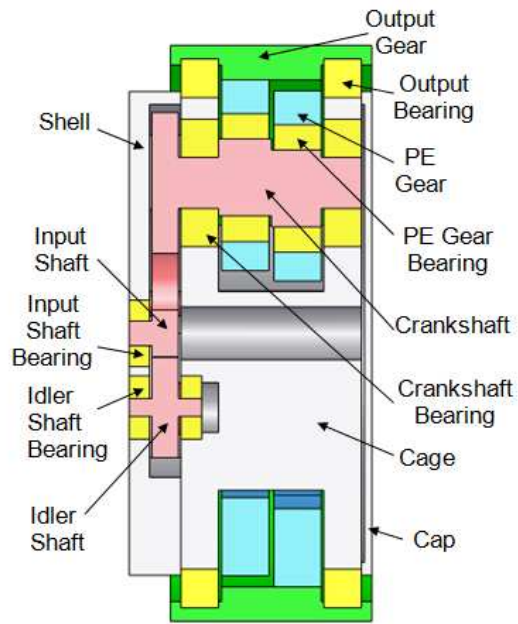 Output
Gear
Output
Bearing
Shell
PE
Gear
Input
Shaft
PE Gear
Bearing
Input
Shaft
Bearing
Crankshaft
Idler
Shaft
Bearing
Crankshaft
Bearing
Cage
Idler
Shaft
Cap